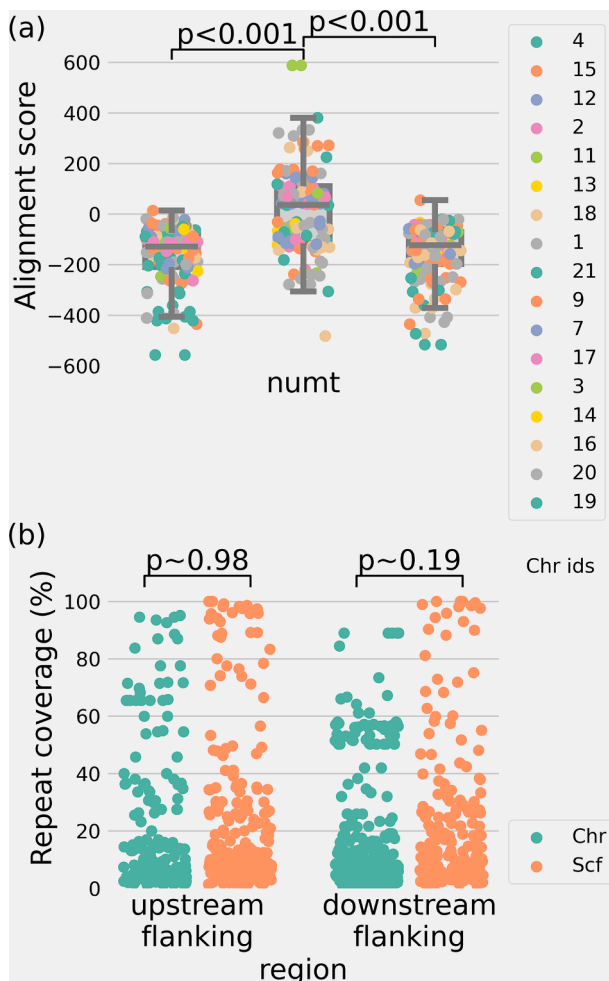 (a)
p<0.001
p<0.001
Alignment score
600
400
200
0
−200
−400
−600
numt
4
15
12
2
11
13
18
1
21
9
7
17
3
14
16
20
19
Chr ids
(b)
p~0.98
p~0.19
Repeat coverage (%)
100
80
60
40
20
0
upstream
flanking
downstream
flanking
region
Chr
Scf